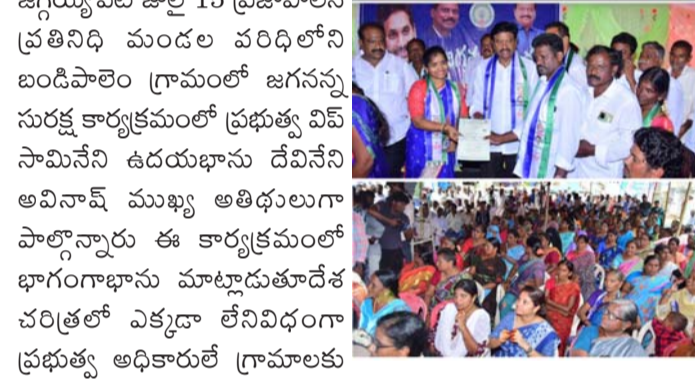 జగ్గయ్యపేట జూలై 15 ప్రజాపాలన
ప్రతినిధి మండల పరిధిలోని
బండిపాలెం గ్రామంలో జగనన్న
సురక్ష కార్యక్రమంలో ప్రభుత్వ విప్
సామినేని ఉదయభాను దేవినేని
అవినాష్ ముఖ్య అతిథులుగా
పాల్గొన్నారు ఈ కార్యక్రమంలో
భాగంగాభాను మాట్లాడుతూదేశ
చరిత్రలో ఎక్కడా లేనివిధంగా
ప్రభుత్వ అధికారులే గ్రామాలకు